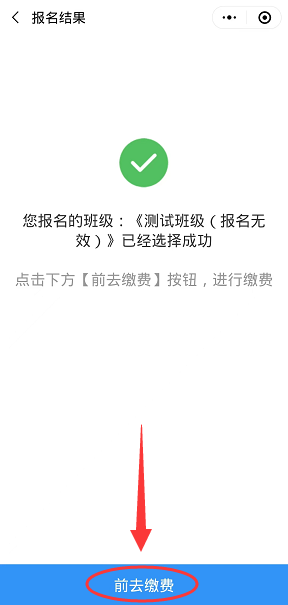 报名结果
您报名的班级：《测试班级（报名无
效）》已经选择成功
点击下方【前去缴费】按钮，进行缴费
前去缴费